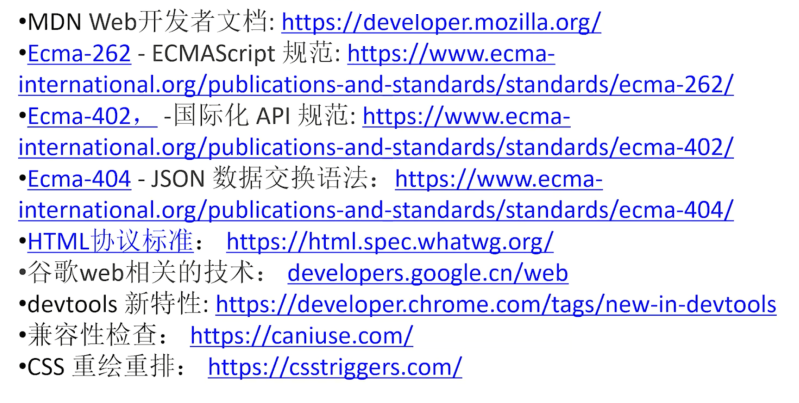 •MDN Web开发者文档: https://developer.mozilla.org/
•Ecma-262 - ECMAScript 规范: https://www.ecma-
international.org/publications-and-standards/standards/ecma-262/
•Ecma-402， -国际化 API 规范: https://www.ecma-
international.org/publications-and-standards/standards/ecma-402/
•Ecma-404 - JSON 数据交换语法： https://www.ecma-
international.org/publications-and-standards/standards/ecma-404/
•HTML协议标准： https://html.spec.whatwg.org/
•谷歌web相关的技术： developers.google.cn/web
•devtools 新特性: https://developer.chrome.com/tags/new-in-devtools
•兼容性检查： https://caniuse.com/
•CSS 重绘重排： https://csstriggers.com/